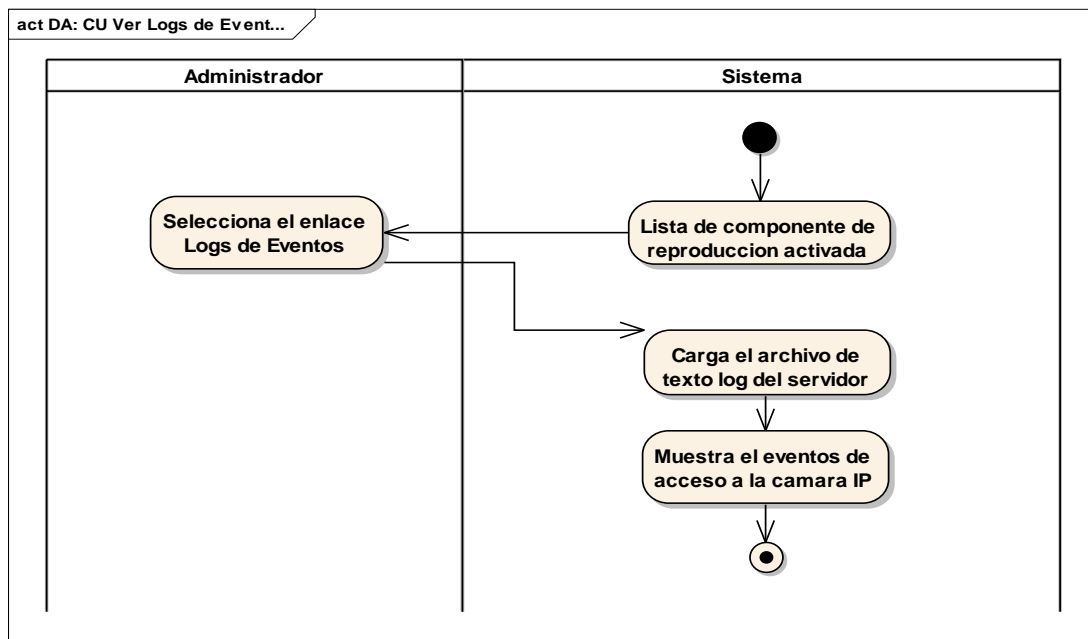 act DA: CU Ver Logs de Event...
Administrador
Sistema
Lista de componente de
reproduccion activada
Selecciona el enlace
Logs de Eventos
Carga el archivo de
texto log del servidor
Muestra el eventos de
acceso a la camara IP